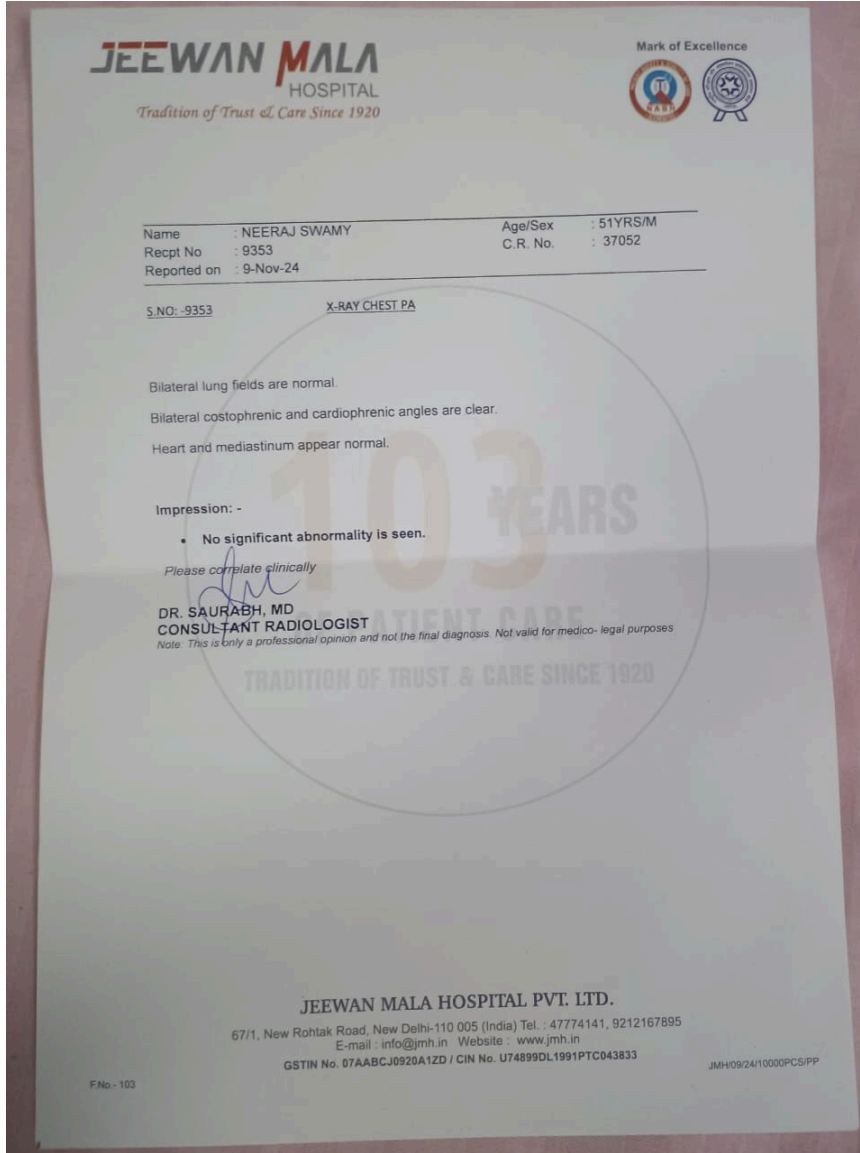 JEEWAN MALA
HOSPITAL
Tradition of Trust & Care Since 1920
Mark of Excellence
NABH
Name : NEERAJ SWAMY Age/Sex : 51YRS/M
Recpt No : 9353 C.R. No. : 37052
Reported on : 9-Nov-24
S.NO: -9353 X-RAY CHEST PA
Bilateral lung fields are normal.
Bilateral costophrenic and cardiophrenic angles are clear.
Heart and mediastinum appear normal.
Impression: -
• No significant abnormality is seen.
Please correlate clinically
DR. SAURABH, MD
CONSULTANT RADIOLOGIST
Note: This is only a professional opinion and not the final diagnosis. Not valid for medico- legal purposes
103 YEARS
OF PATIENT CARE
TRADITION OF TRUST & CARE SINCE 1920
JEEWAN MALA HOSPITAL PVT. LTD.
67/1, New Rohtak Road, New Delhi-110 005 (India) Tel. : 47774141, 9212167895
E-mail : info@jmh.in Website : www.jmh.in
GSTIN No. 07AABCJ0920A1ZD / CIN No. U74899DL1991PTC043833
JMH/09/24/10000PCS/PP
F.No.- 103